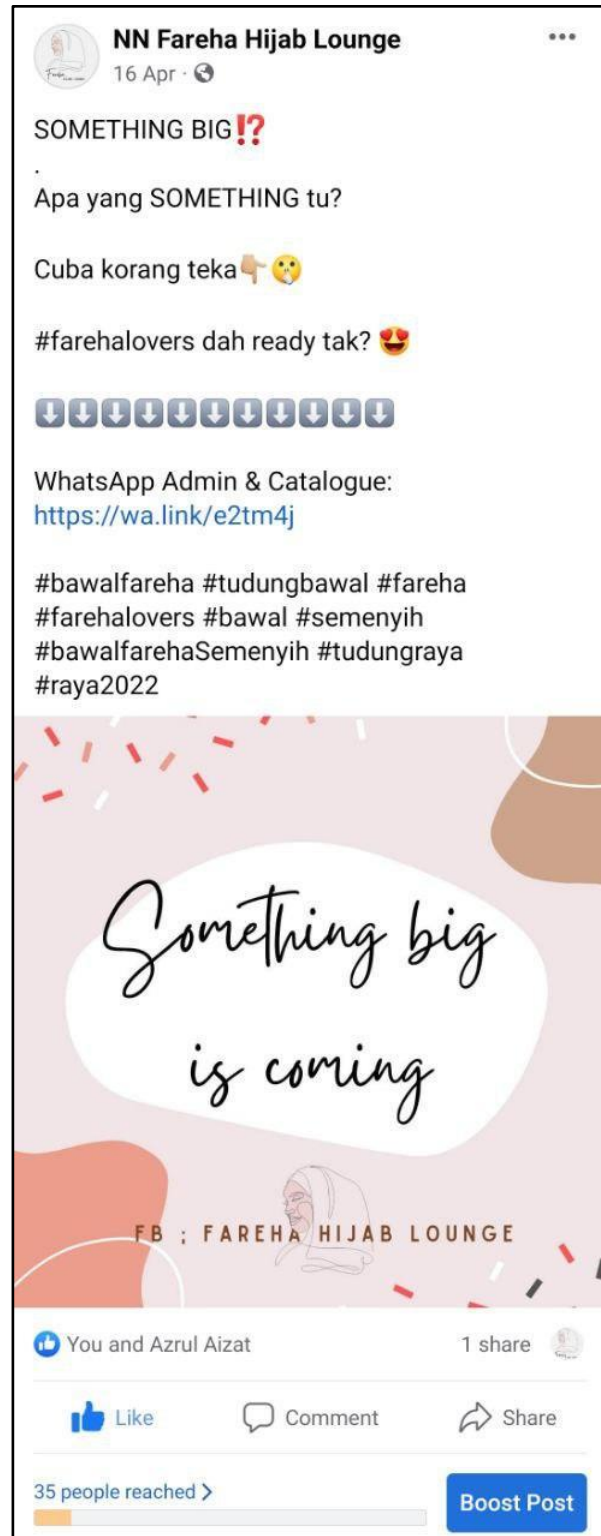 NN Fareha Hijab Lounge
16 Apr ·
SOMETHING BIG⁉️
.
Apa yang SOMETHING tu?
Cuba korang teka👇🏼🤫
#farehalovers dah ready tak? 😍
⬇️⬇️⬇️⬇️⬇️⬇️⬇️⬇️⬇️⬇️⬇️
WhatsApp Admin & Catalogue:
https://wa.link/e2tm4j
#bawalfareha #tudungbawal #fareha
#farehalovers #bawal #semenyih
#bawalfarehaSemenyih #tudungraya
#raya2022
Something big
is coming
FB ; FAREHA HIJAB LOUNGE
You and Azrul Aizat
1 share
Like
Comment
Share
35 people reached >
Boost Post